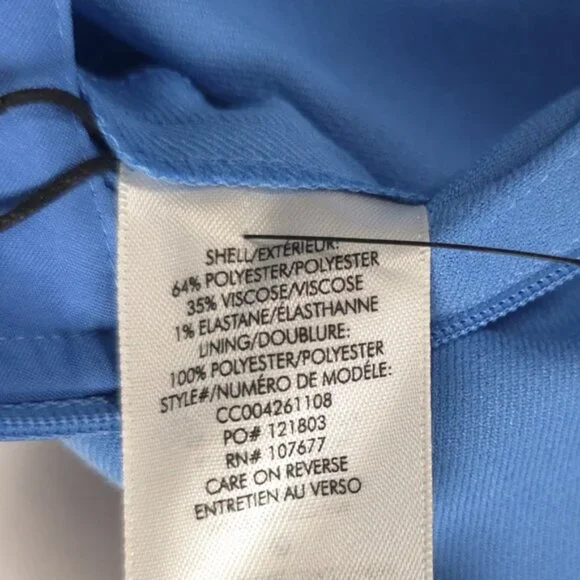 SHELL/EXTÉRIEUR:
64% POLYESTER/POLYESTER
35% VISCOSE/VISCOSE
1% ELASTANE/ÉLASTHANNE
LINING/DOUBLURE:
100% POLYESTER/POLYESTER
STYLE#/NUMÉRO DE MODÉLE:
CC004261108
PO# 121803
RN# 107677
CARE ON REVERSE
ENTRETIEN AU VERSO